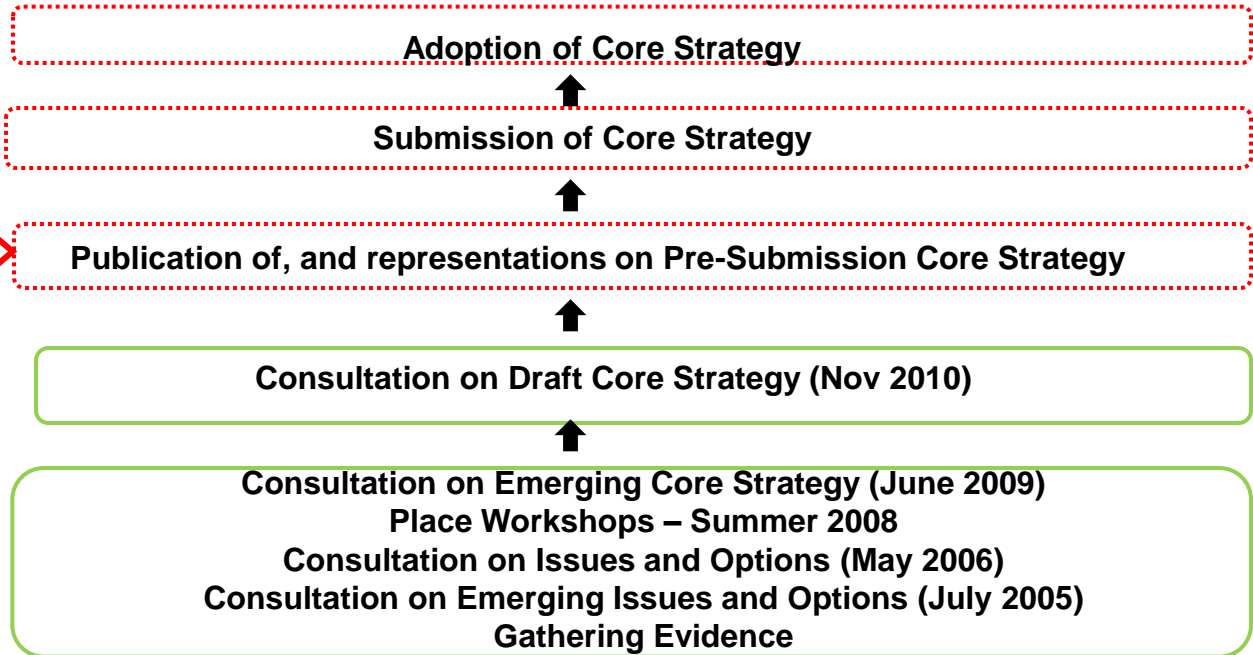 Adoption of Core Strategy
Submission of Core Strategy
Publication of, and representations on Pre-Submission Core Strategy
Consultation on Draft Core Strategy (Nov 2010)
Consultation on Emerging Core Strategy (June 2009)
Place Workshops – Summer 2008
Consultation on Issues and Options (May 2006)
Consultation on Emerging Issues and Options (July 2005)
Gathering Evidence